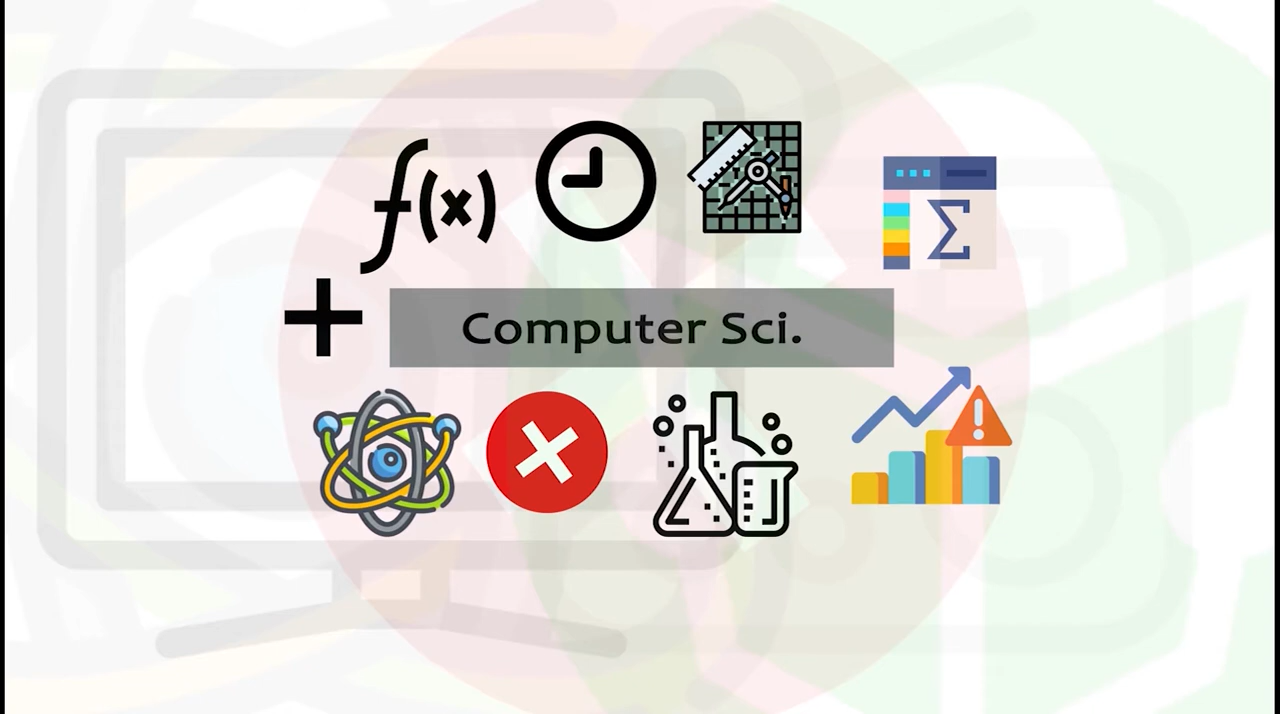 f(x)
Σ
+
Computer Sci.